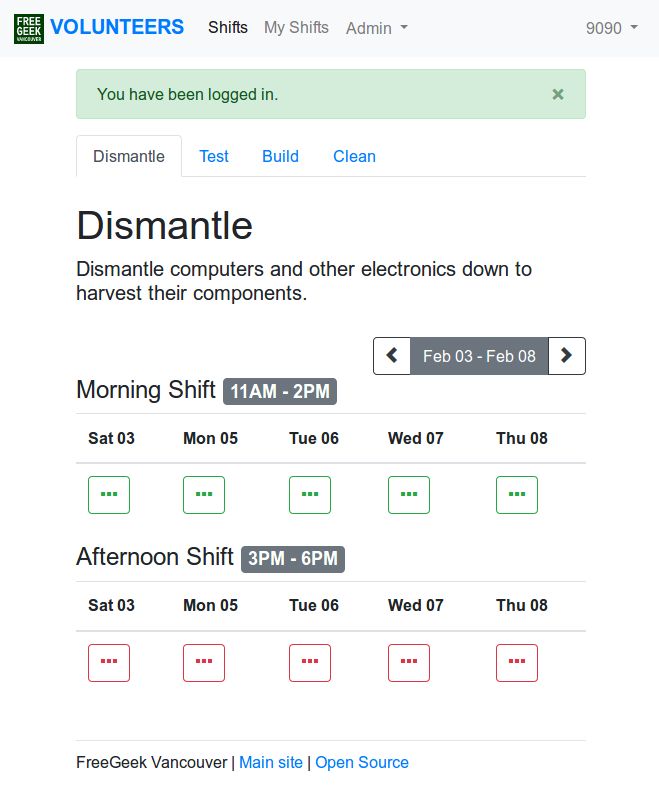 FREE
GEEK
VANCOUVER
VOLUNTEERS Shifts My Shifts Admin 9090
You have been logged in. ×
Dismantle Test Build Clean
Dismantle
Dismantle computers and other electronics down to
harvest their components.
Feb 03 - Feb 08
Morning Shift 11AM - 2PM
Sat 03 Mon 05 Tue 06 Wed 07 Thu 08
Afternoon Shift 3PM - 6PM
Sat 03 Mon 05 Tue 06 Wed 07 Thu 08
FreeGeek Vancouver | Main site | Open Source